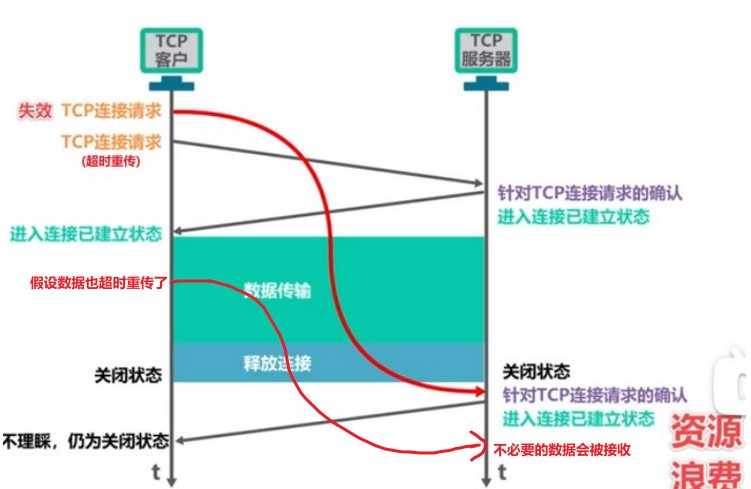 TCP
客户
TCP
服务器
失效 TCP连接请求
TCP连接请求
(超时重传)
针对TCP连接请求的确认
进入连接已建立状态
进入连接已建立状态
假设数据也超时重传了
数据传输
释放连接
关闭状态
关闭状态
针对TCP连接请求的确认
进入连接已建立状态
不理睬，仍为关闭状态
不必要的数据会被接收
资源
浪费
t
t